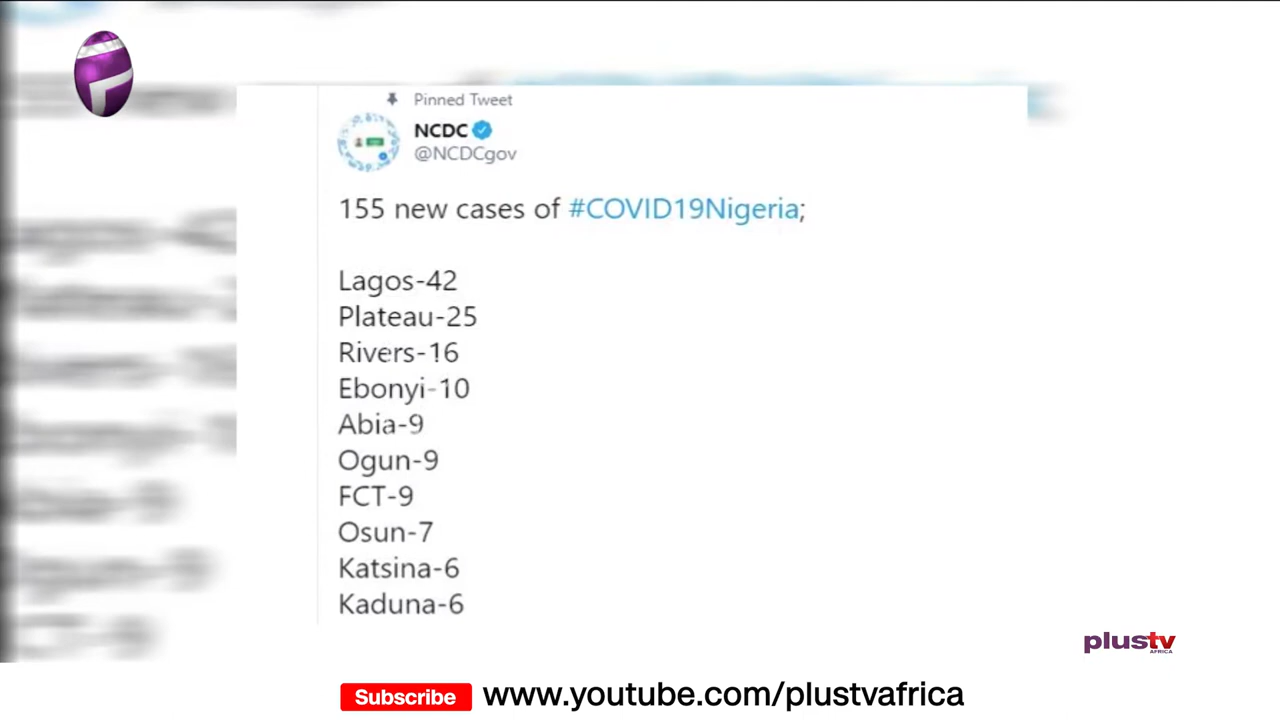 Pinned Tweet
NCDC
@NCDCgov
155 new cases of #COVID19Nigeria;
Lagos-42
Plateau-25
Rivers-16
Ebonyi-10
Abia-9
Ogun-9
FCT-9
Osun-7
Katsina-6
Kaduna-6
plustv
AFRICA
Subscribe www.youtube.com/plustvafrica